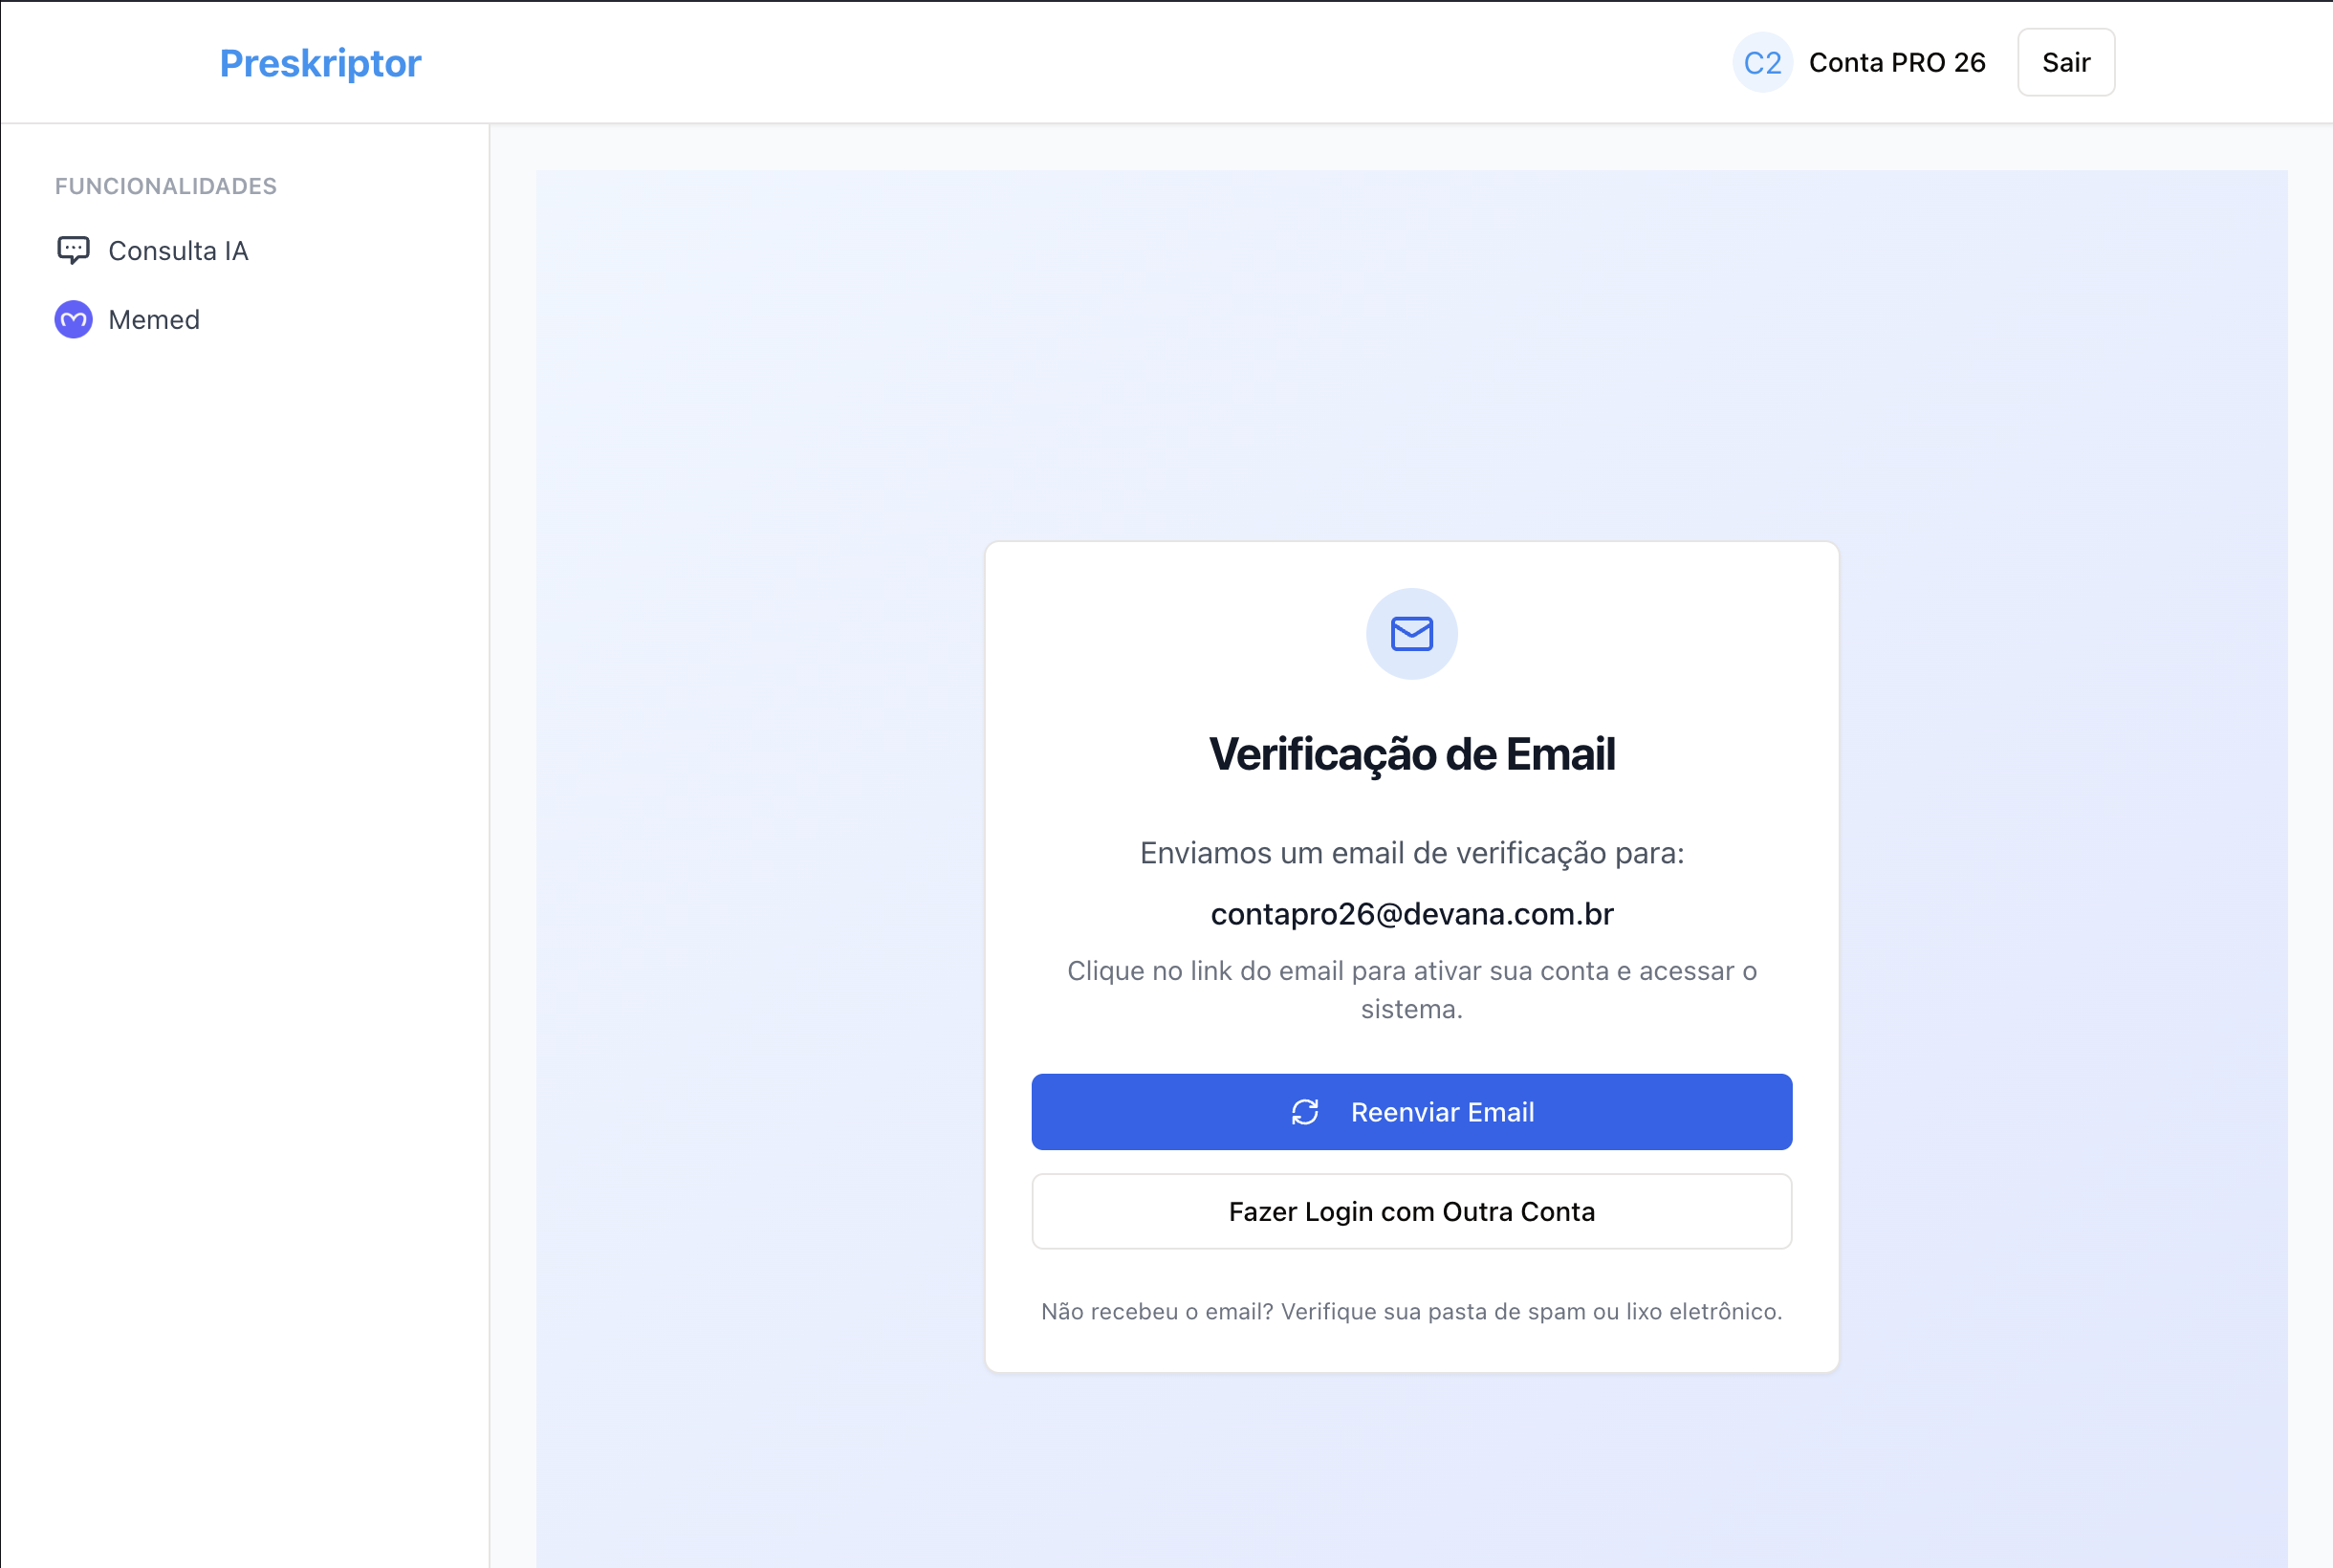 Preskriptor
C2
Conta PRO 26
Sair
FUNCIONALIDADES
Consulta IA
Memed
Verificação de Email
Enviamos um email de verificação para:
contapro26@devana.com.br
Clique no link do email para ativar sua conta e acessar o
sistema.
Reenviar Email
Fazer Login com Outra Conta
Não recebeu o email? Verifique sua pasta de spam ou lixo eletrônico.